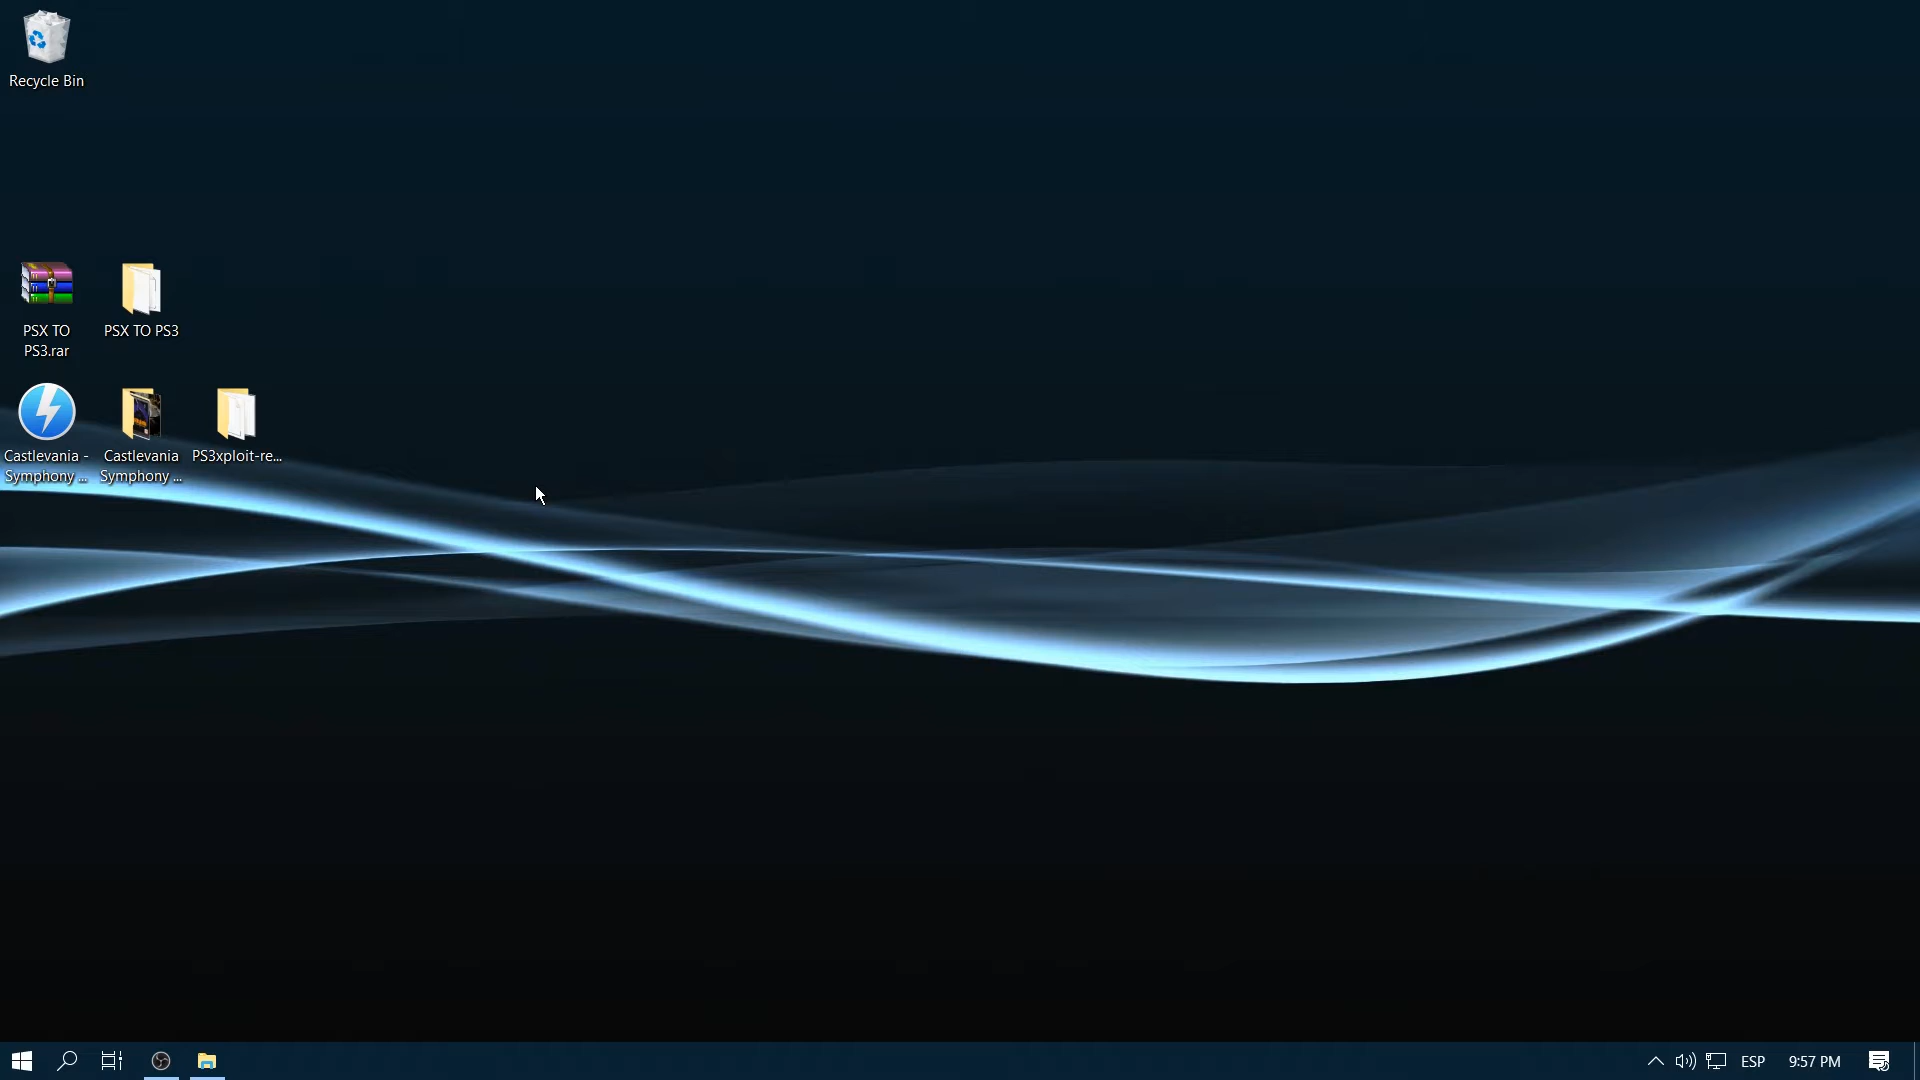 Recycle Bin
PSX TO
PS3.rar
PSX TO PS3
Castlevania -
Symphony ...
Castlevania
Symphony ...
PS3xploit-re...
ESP
9:57 PM